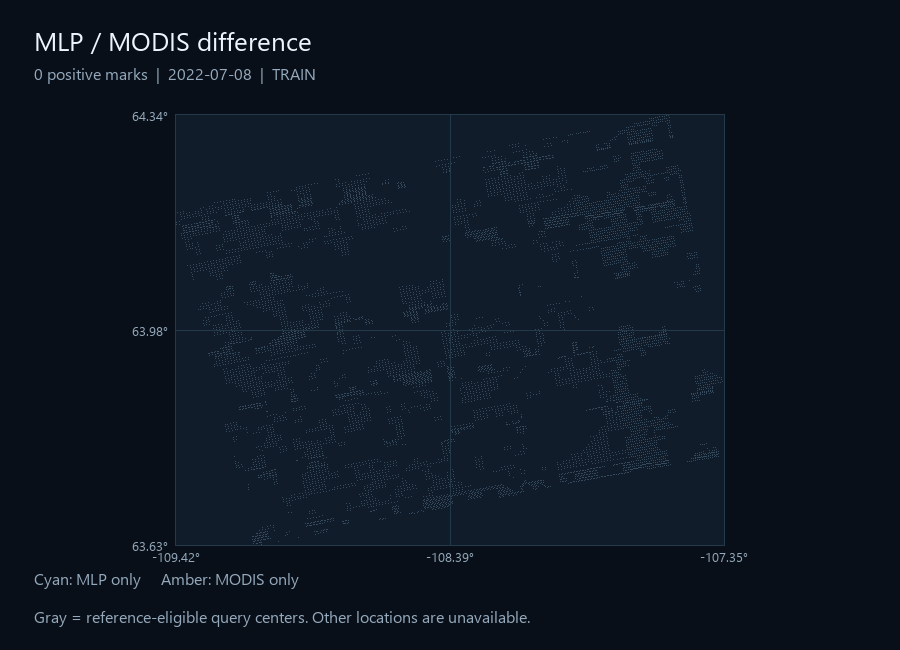 MLP / MODIS difference
0 positive marks | 2022-07-08 | TRAIN
64.34°
63.98°
63.63°
-109.42° -108.39° -107.35°
Cyan: MLP only Amber: MODIS only
Gray = reference-eligible query centers. Other locations are unavailable.